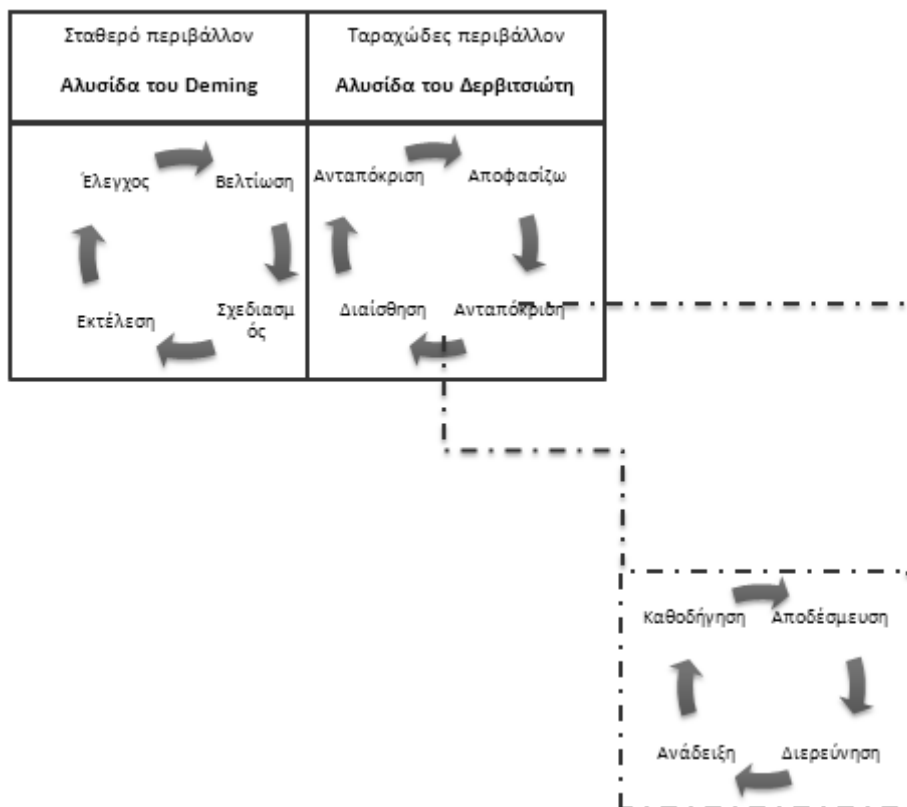 Σταθερό περιβάλλον
Αλυσίδα του Deming
Ταραχώδες περιβάλλον
Αλυσίδα του Δερβιτσιώτη
Έλεγχος
Βελτίωση
Εκτέλεση
Σχεδιασμ
ός
Ανταπόκριση
Αποφασίζω
Διαίσθηση
Ανταπόκριση
Καθοδήγηση
Αποδέσμευση
Ανάδειξη
Διερεύνηση